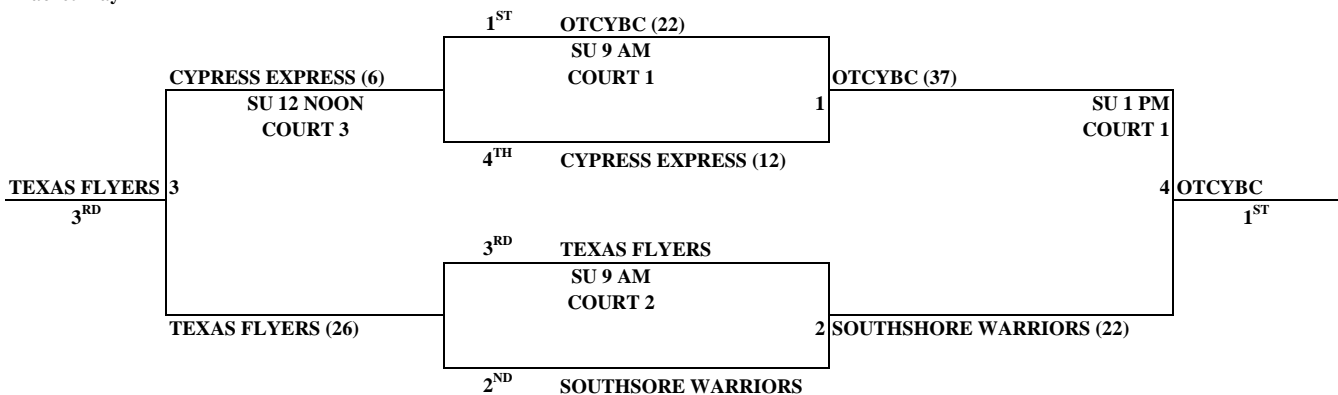 1ST OTCYBC (22)
SU 9 AM
COURT 1
CYPRESS EXPRESS (6)
OTCYBC (37)
SU 12 NOON
COURT 3
1
SU 1 PM
COURT 1
4TH CYPRESS EXPRESS (12)
TEXAS FLYERS 3
3RD
4 OTCYBC
1ST
3RD TEXAS FLYERS
SU 9 AM
COURT 2
TEXAS FLYERS (26)
2 SOUTHSHORE WARRIORS (22)
2ND SOUTHSORE WARRIORS